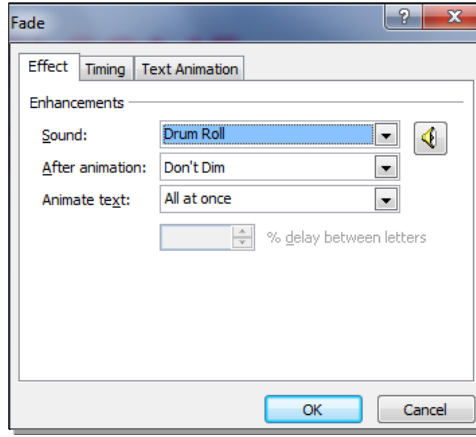 Fade
Effect Timing Text Animation
Enhancements
Sound: Drum Roll
After animation: Don't Dim
Animate text: All at once
% delay between letters
OK Cancel